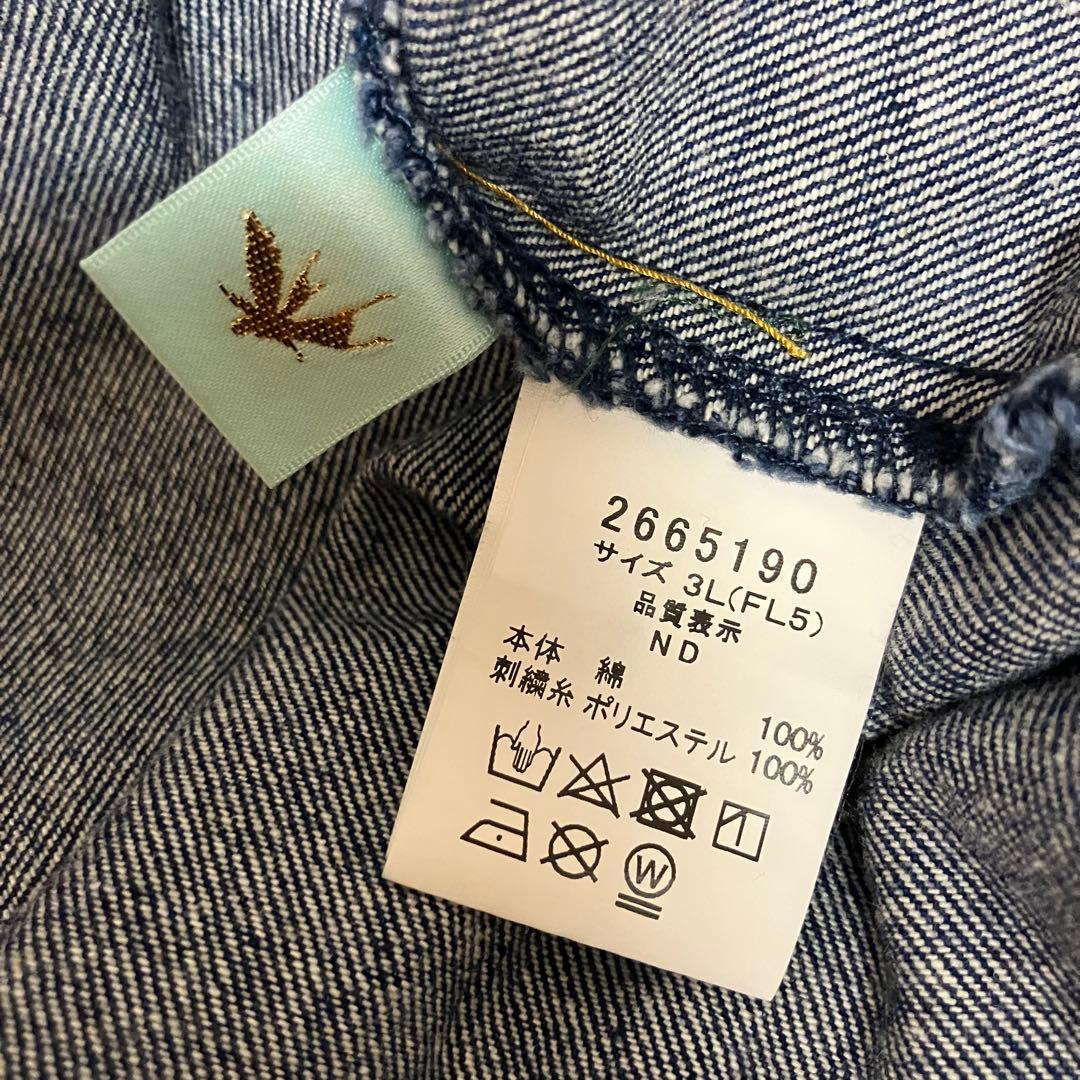 2665190
サイズ 3L(FL5)
品質表示
ND
本体 綿 100%
刺繍糸 ポリエステル 100%
W